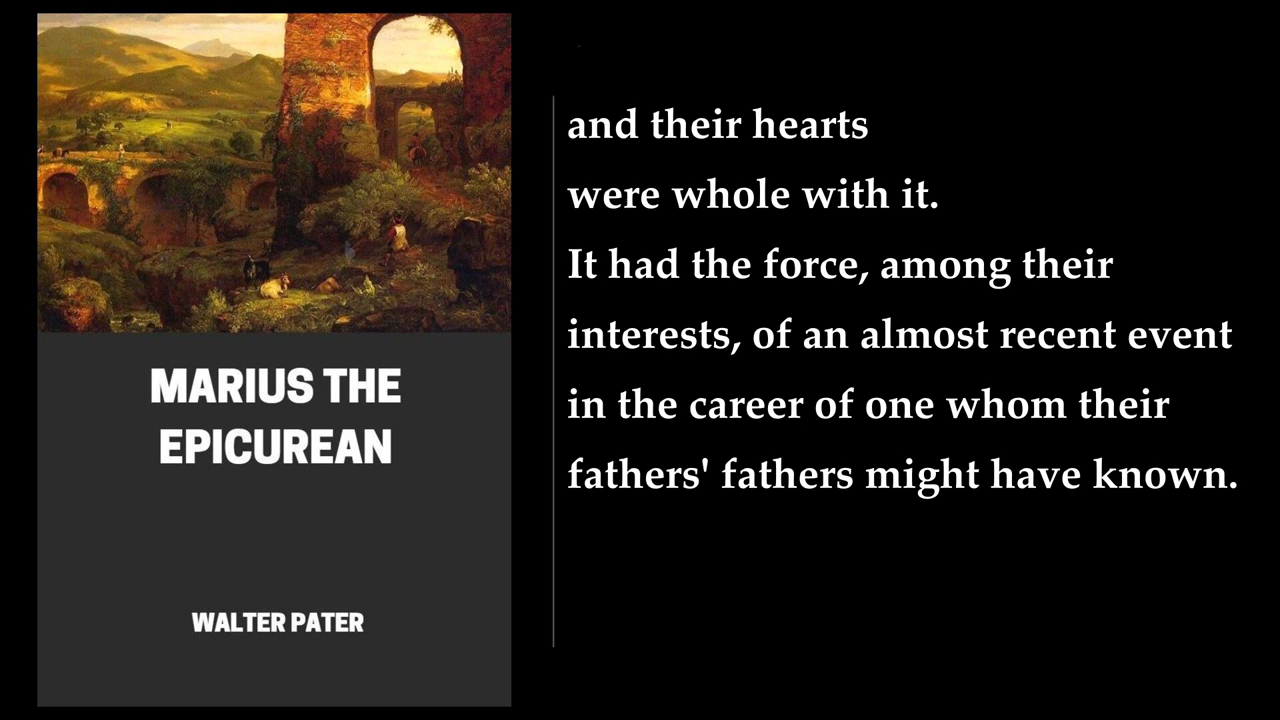 MARIUS THE
EPICUREAN
WALTER PATER
and their hearts
were whole with it.
It had the force, among their
interests, of an almost recent event
in the career of one whom their
fathers' fathers might have known.